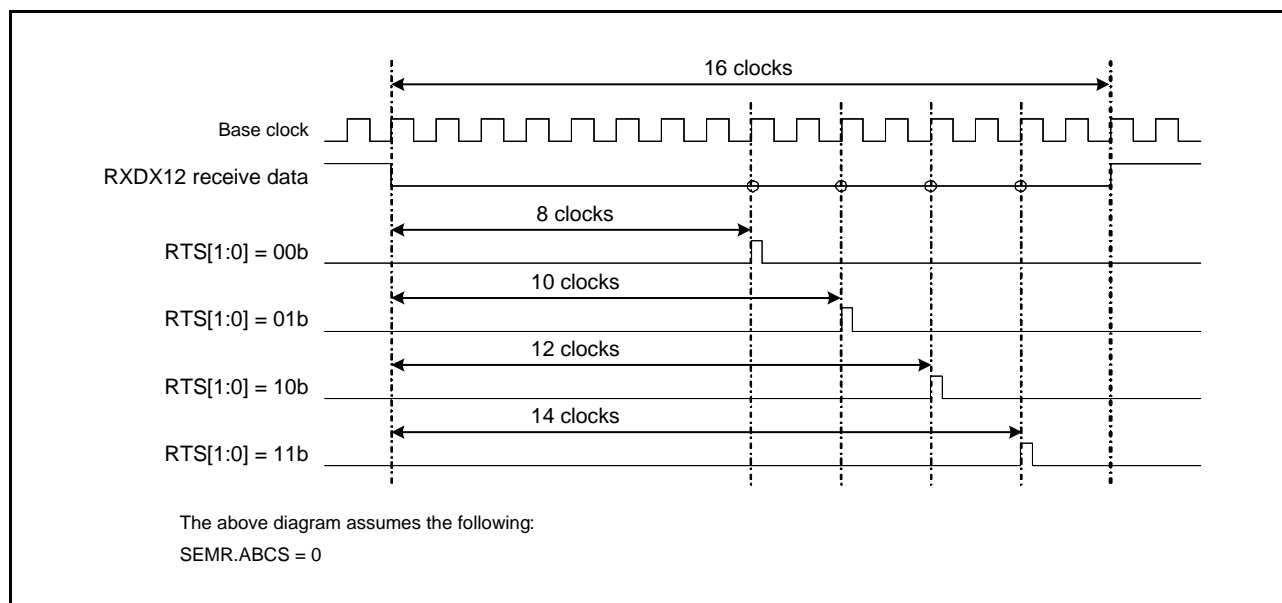 16 clocks
Base clock
RXDX12 receive data
8 clocks
RTS[1:0] = 00b
10 clocks
RTS[1:0] = 01b
12 clocks
RTS[1:0] = 10b
14 clocks
RTS[1:0] = 11b
The above diagram assumes the following:
SEMR.ABCS = 0